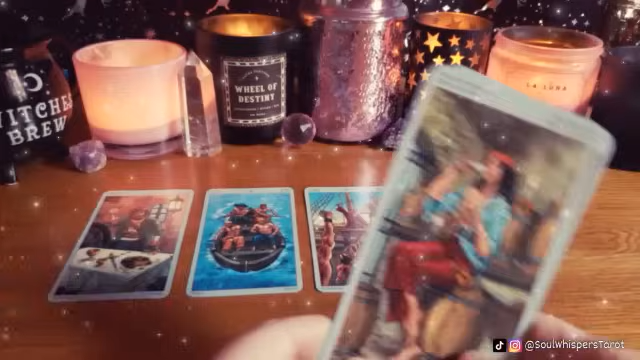 WITCHES
BREW
WHEEL OF
DESTINY
LA LUNA
@SoulwhispersTarot